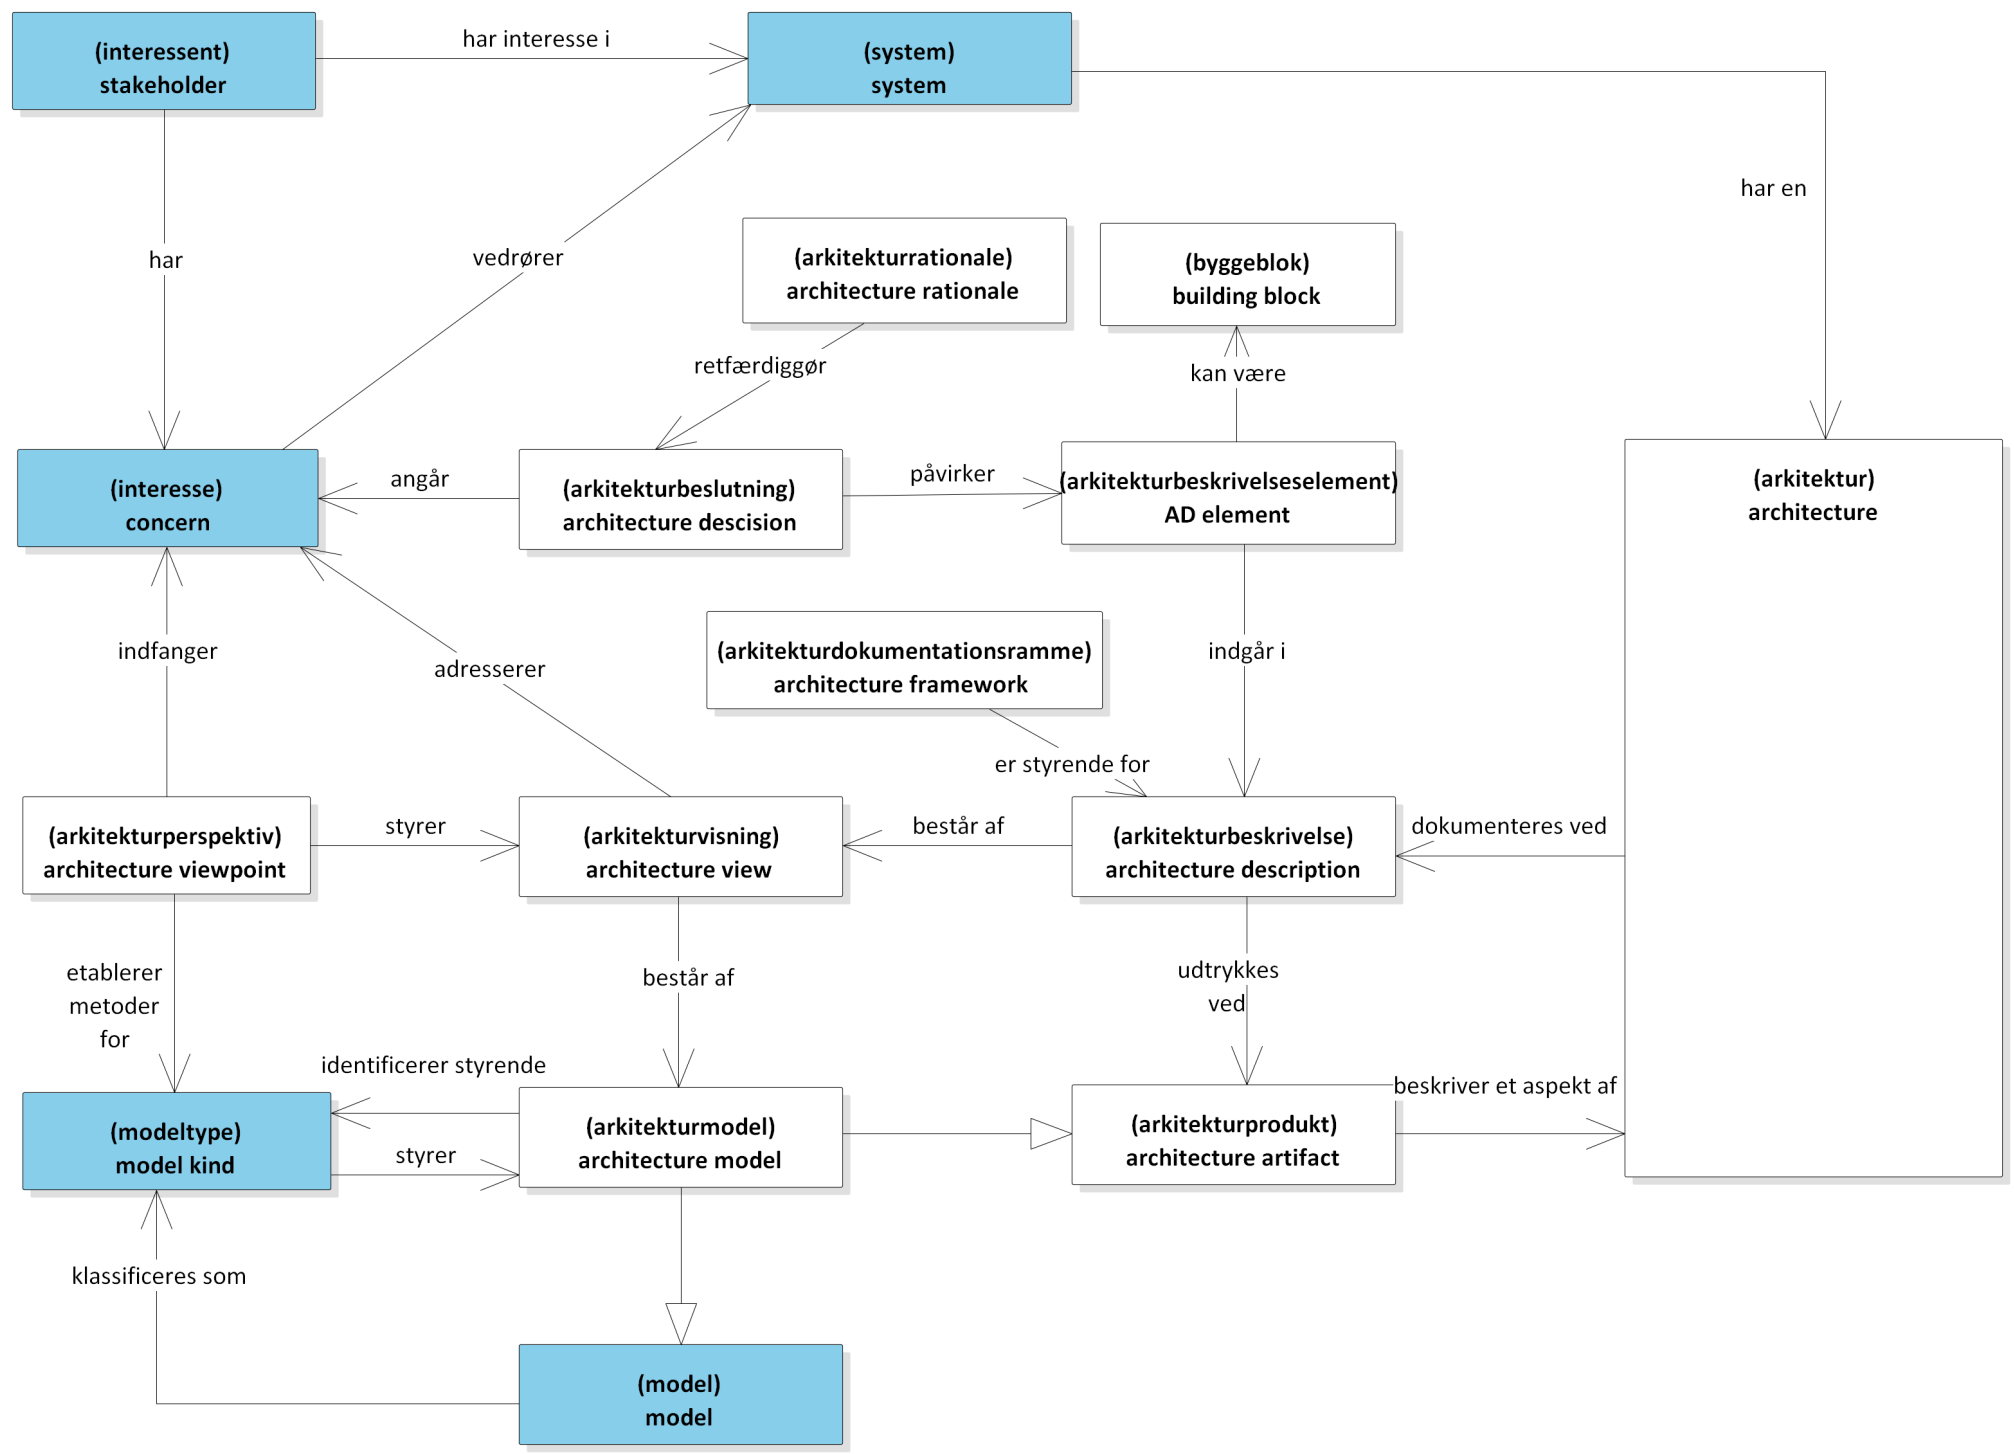 (interessent)
stakeholder
har interesse i
(system)
system
har en
har
vedrører
(arkitekturrationale)
architecture rationale
(byggeblok)
building block
retfærdiggør
kan være
(interesse)
concern
angår
(arkitekturbeslutning)
architecture descision
påvirker
(arkitekturbeskrivelseselement)
AD element
(arkitektur)
architecture
indfanger
adresserer
(arkitekturdokumentationsramme)
architecture framework
indgår i
er styrende for
(arkitekturperspektiv)
architecture viewpoint
styrer
(arkitekturvisning)
architecture view
består af
(arkitekturbeskrivelse)
architecture description
dokumenteres ved
etablerer
metoder
for
består af
udtrykkes
ved
identificerer styrende
beskriver et aspekt af
(modeltype)
model kind
styrer
(arkitekturmodel)
architecture model
(arkitekturprodukt)
architecture artifact
klassificeres som
(model)
model